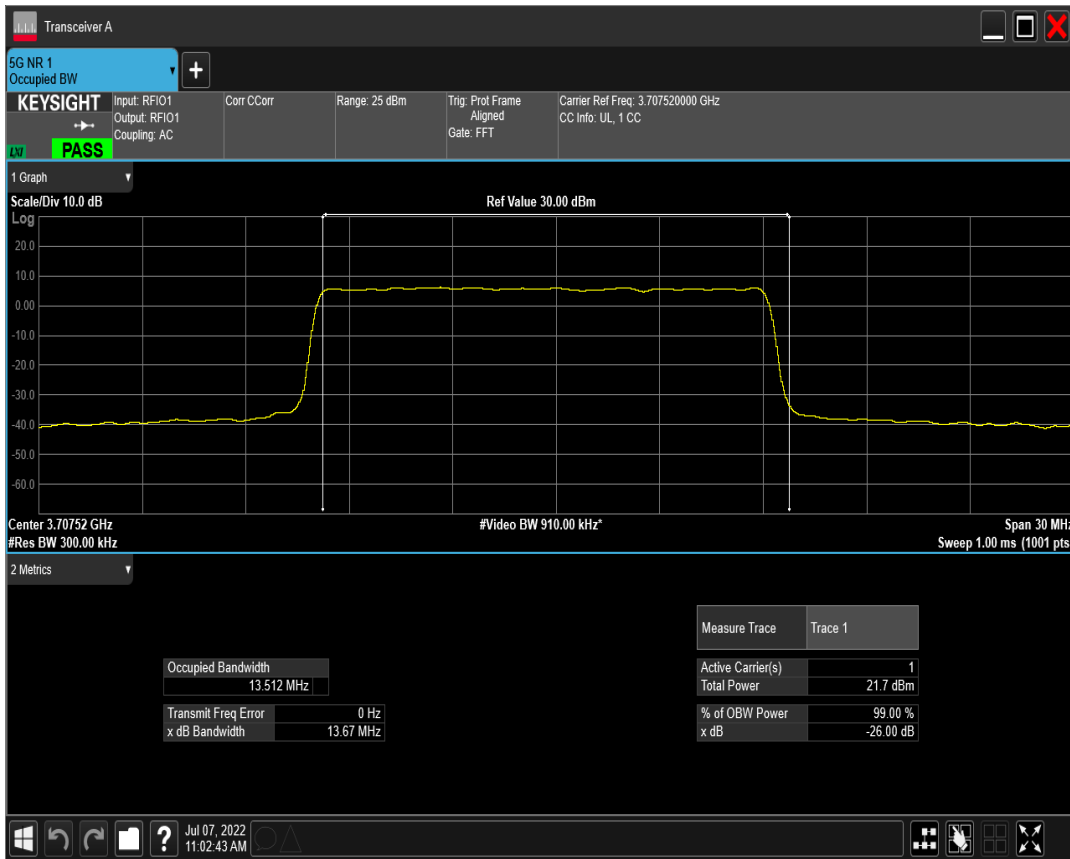 Transceiver A
5G NR 1
Occupied BW
KEYSIGHT
LXI
PASS
Input: RFIO1
Output: RFIO1
Coupling: AC
Corr CCorr
Range: 25 dBm
Trig: Prot Frame
Aligned
Gate: FFT
Carrier Ref Freq: 3.707520000 GHz
CC Info: UL, 1 CC
1 Graph
Scale/Div 10.0 dB
Ref Value 30.00 dBm
Log
20.0
10.0
0.00
-10.0
-20.0
-30.0
-40.0
-50.0
-60.0
Center 3.70752 GHz
#Video BW 910.00 kHz*
Span 30 MHz
#Res BW 300.00 kHz
Sweep 1.00 ms (1001 pts
2 Metrics
Measure Trace Trace 1
Occupied Bandwidth
13.512 MHz
Active Carrier(s) 1
Total Power 21.7 dBm
Transmit Freq Error 0 Hz
x dB Bandwidth 13.67 MHz
% of OBW Power 99.00 %
x dB -26.00 dB
?
Jul 07, 2022
11:02:43 AM